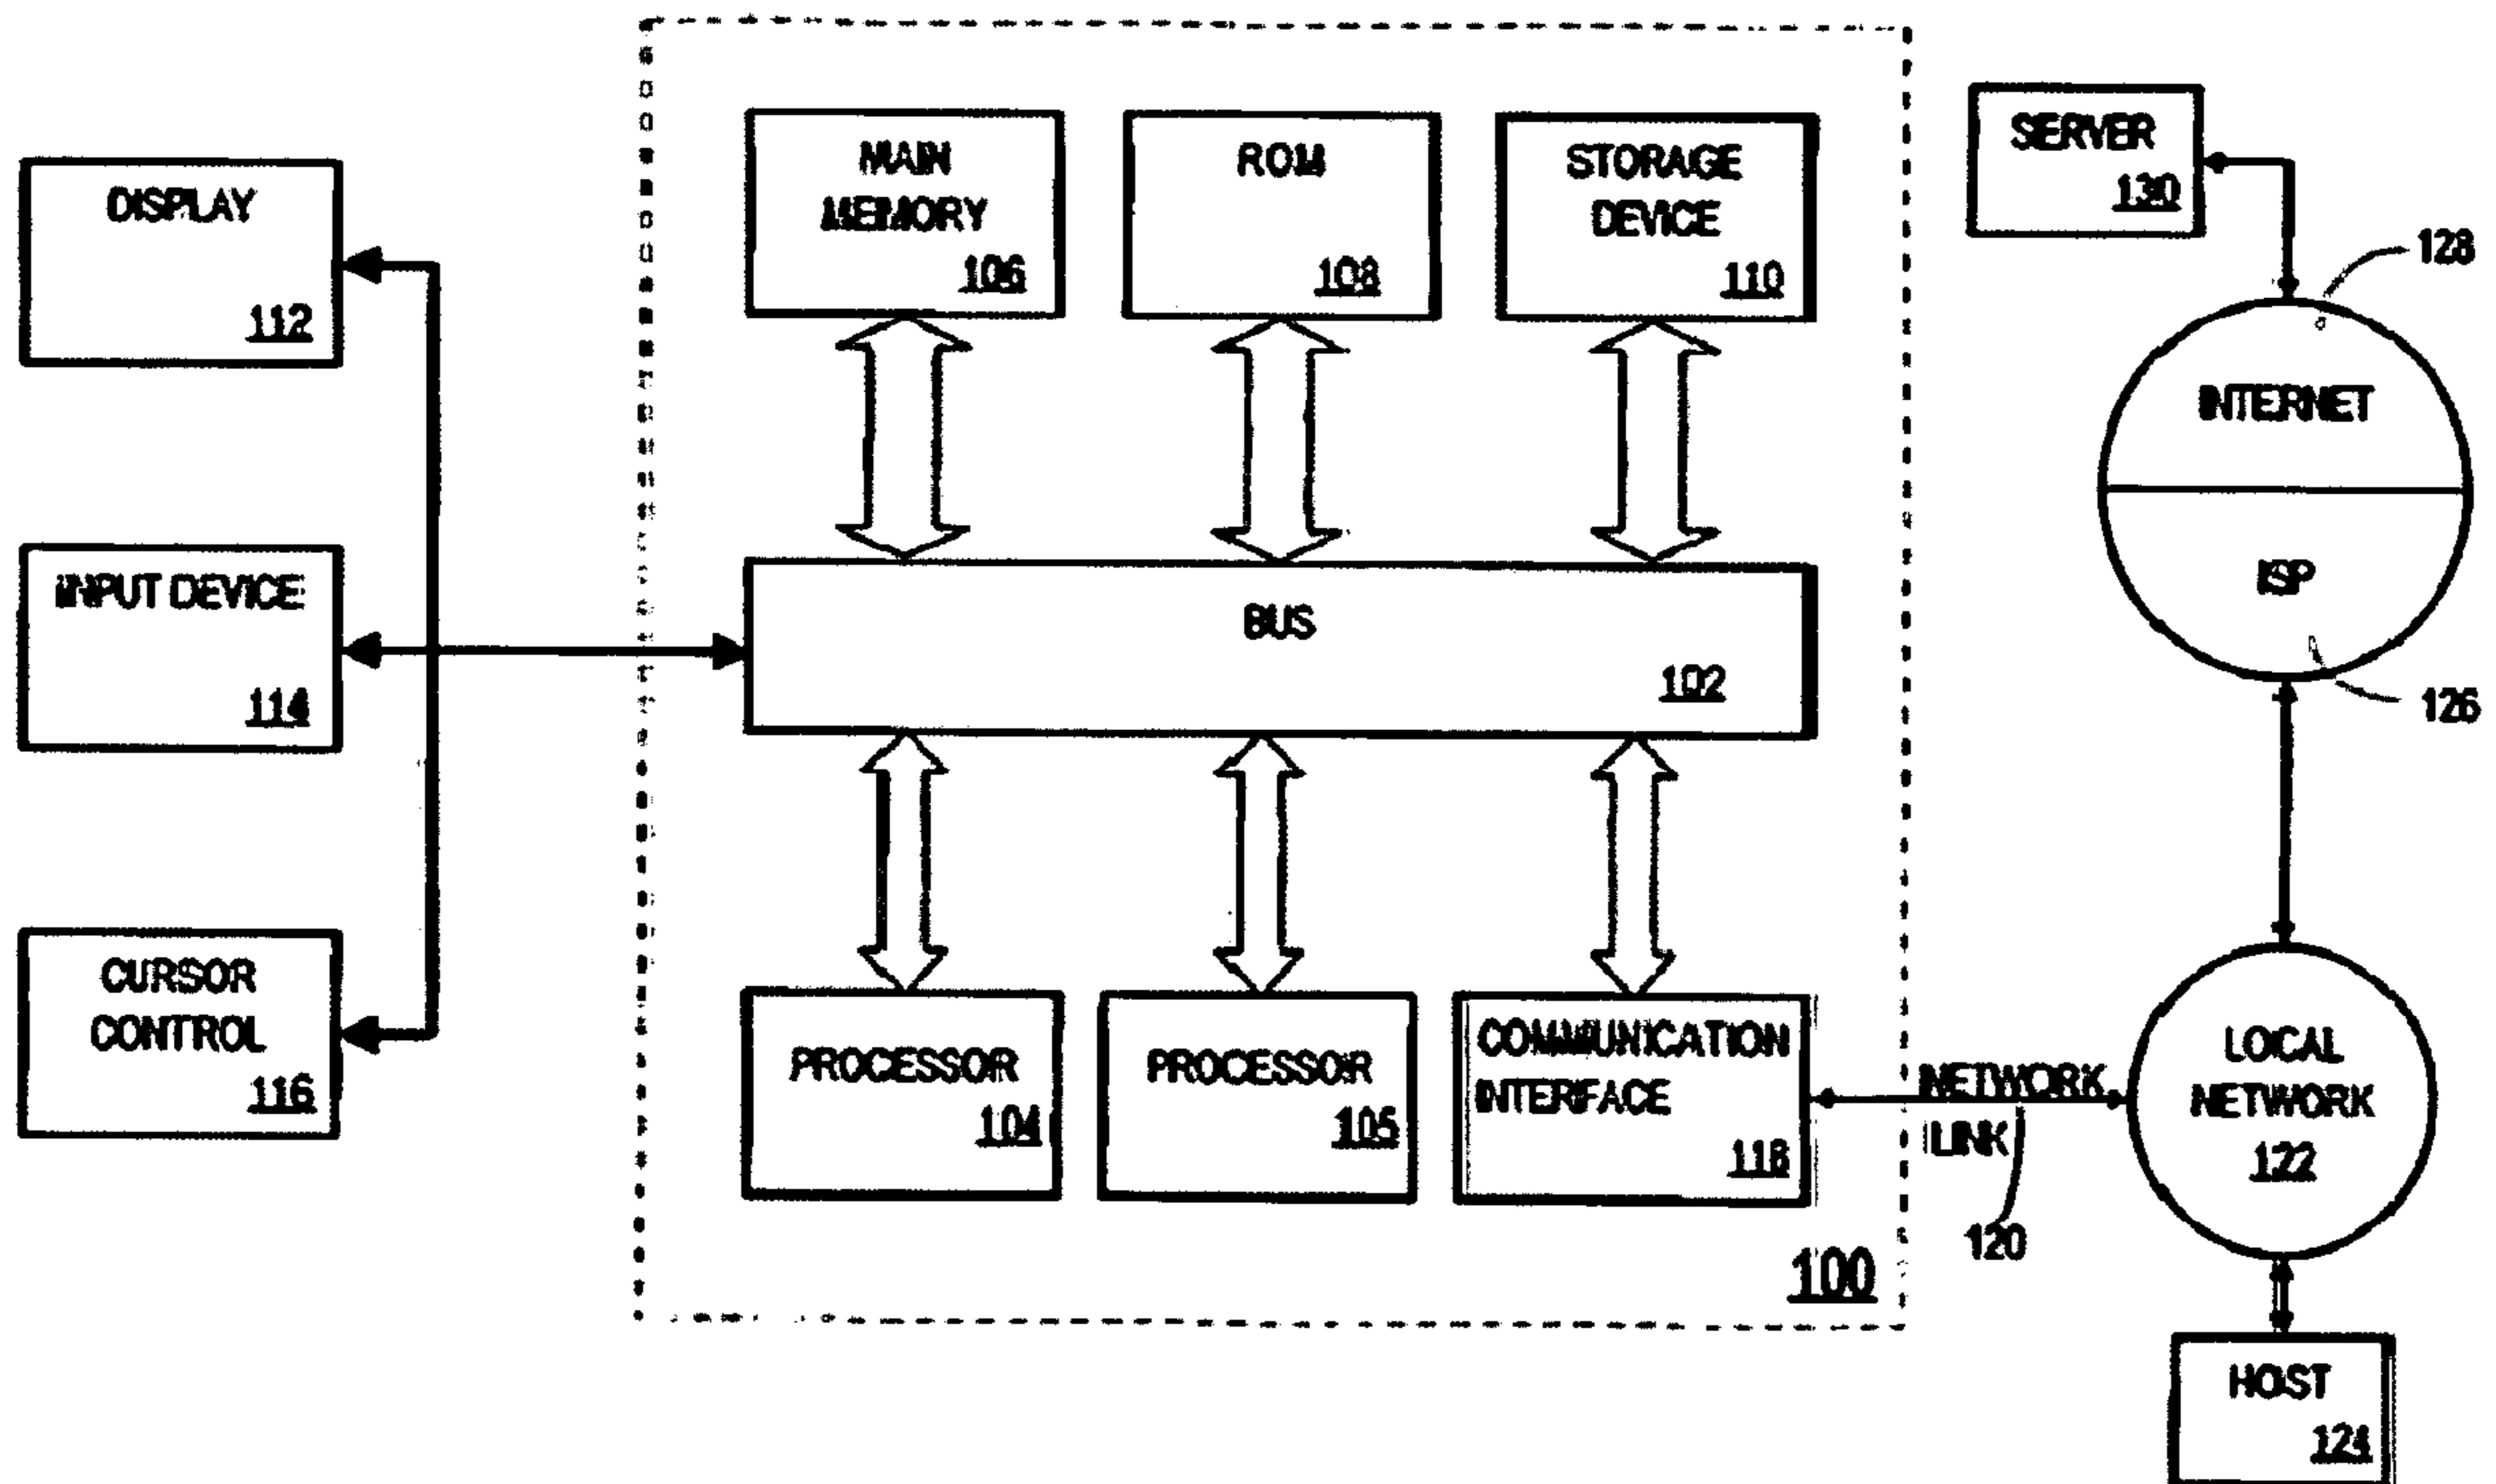 DISPLAY
112
INPUT DEVICE
114
CURSOR
CONTROL
116
MAIN
MEMORY
106
ROM
108
STORAGE
DEVICE
110
BUS
102
PROCESSOR
104
PROCESSOR
105
COMMUNICATION
INTERFACE
118
100
SERVER
130
128
INTERNET
ISP
126
NETWORK
LINK
120
LOCAL
NETWORK
122
HOST
124